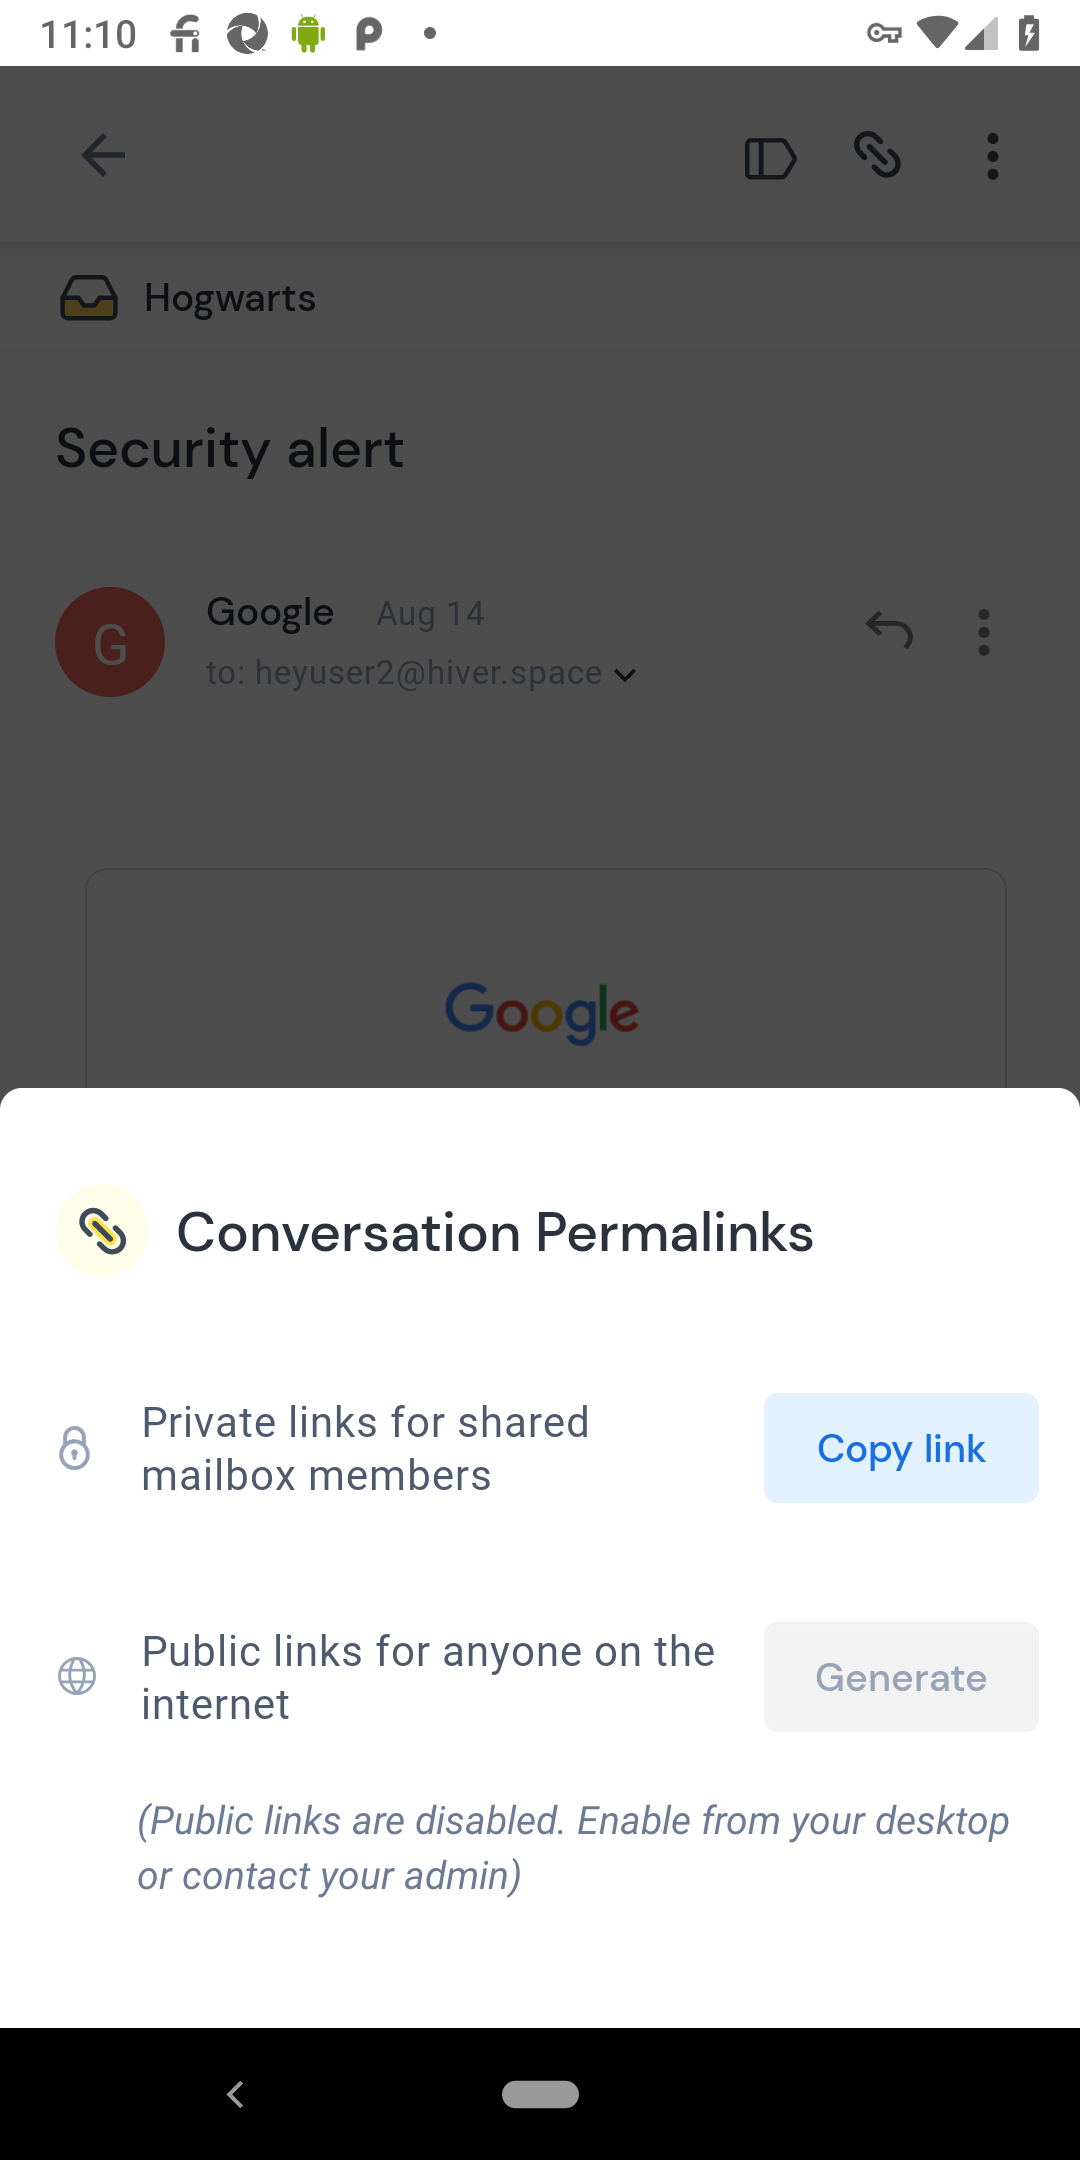 11:10
Hogwarts
Security alert
G
Google Aug 14
to: heyuser2@hiver.space
Google
Conversation Permalinks
Private links for shared
mailbox members
Copy link
Public links for anyone on the
internet
Generate
(Public links are disabled. Enable from your desktop
or contact your admin)